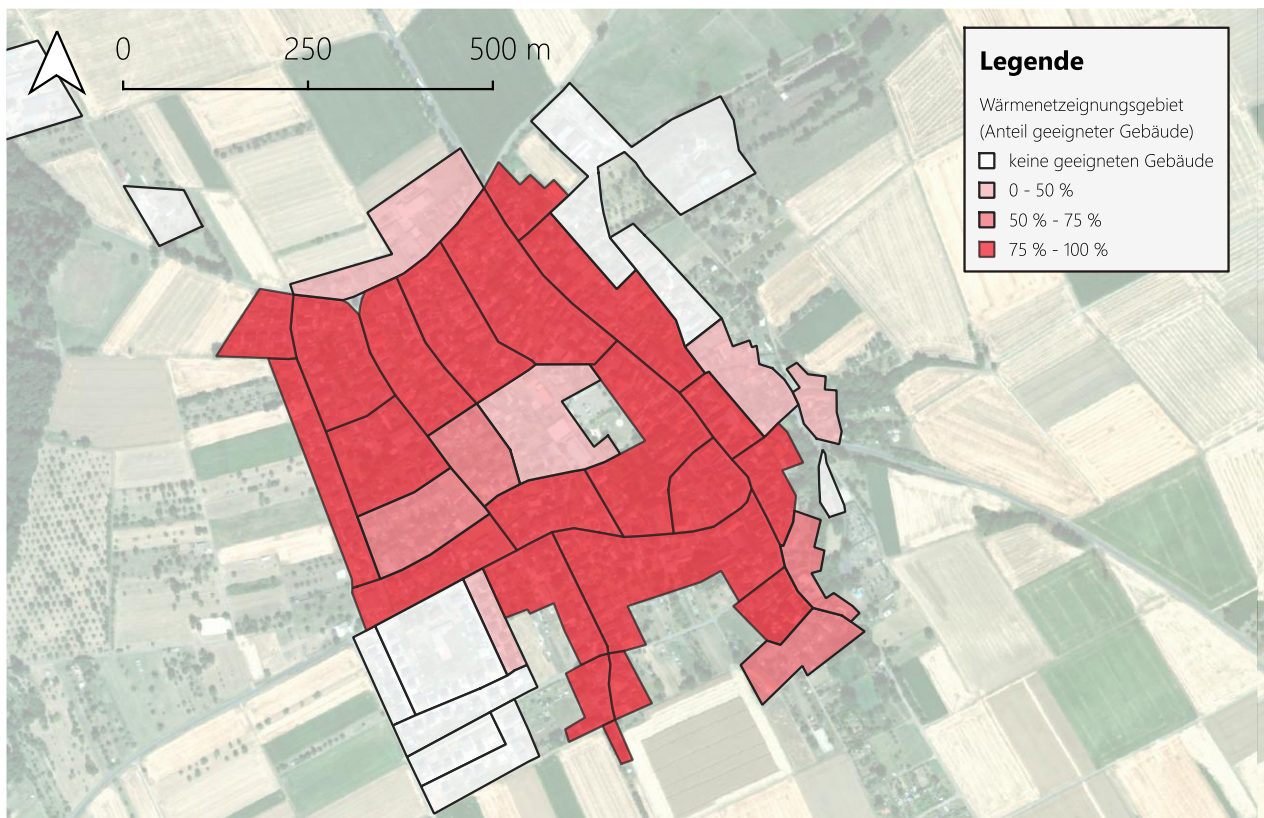 0 250 500 m
Legende
Wärmenetzeignungsgebiet
(Anteil geeigneter Gebäude)
keine geeigneten Gebäude
0 - 50 %
50 % - 75 %
75 % - 100 %